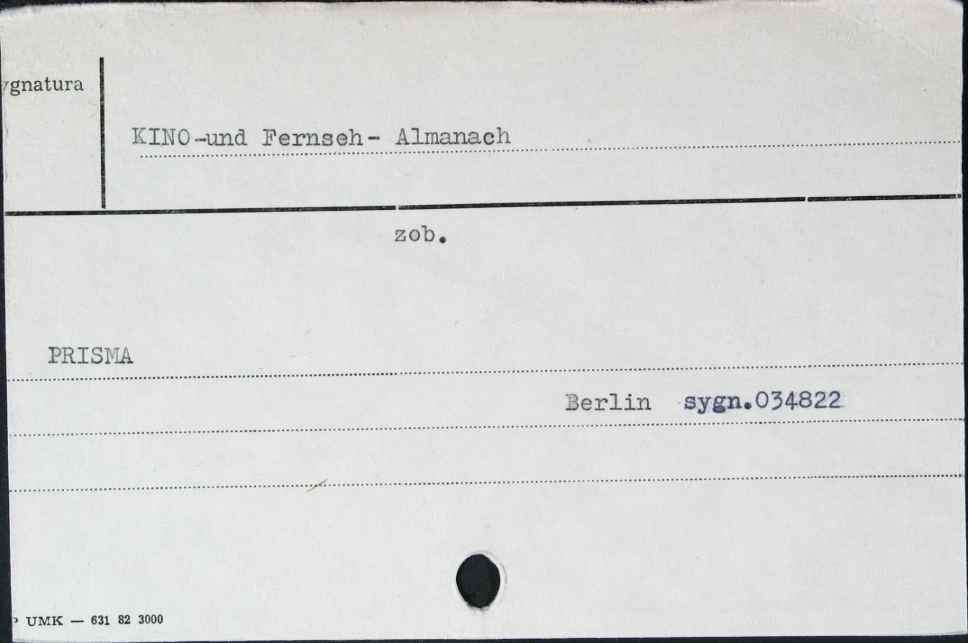 ygnatura
KINO-und Fernseh- Almanach
zob.
PRISMA
Berlin sygn.034822
UMK — 631 82 3000